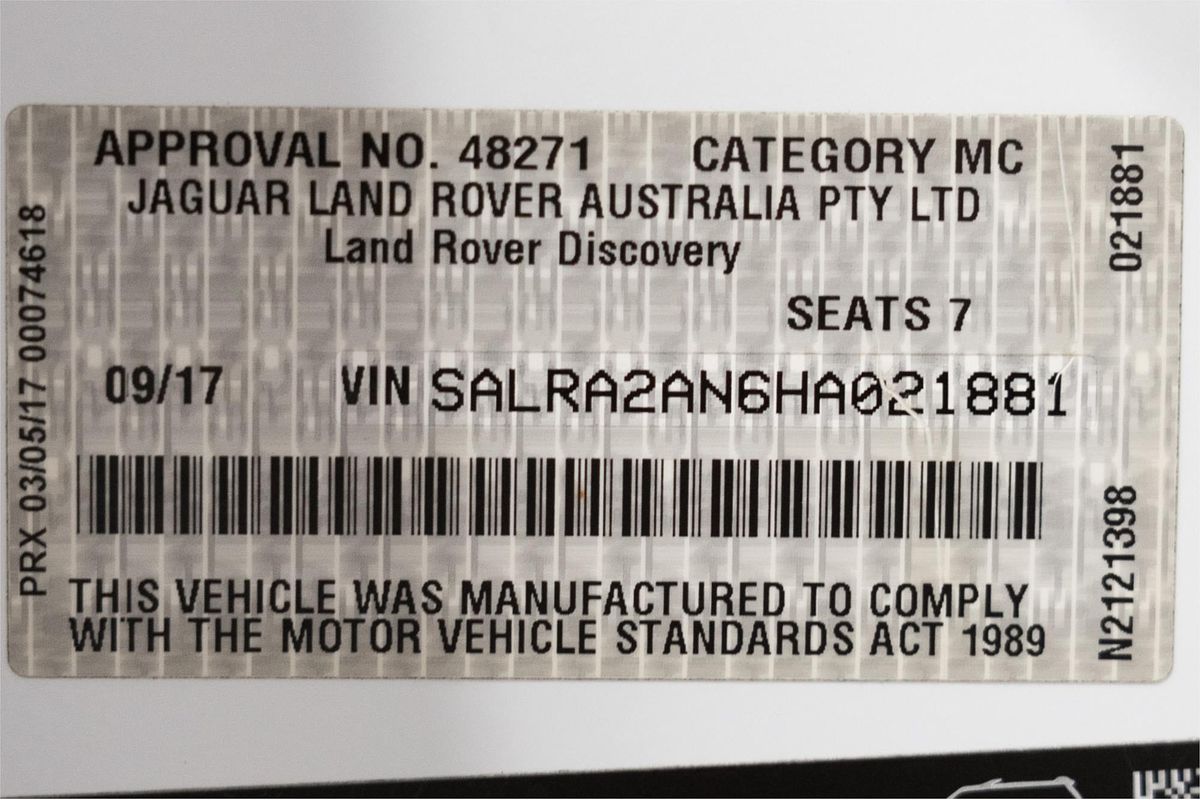 APPROVAL NO. 48271 CATEGORY MC
JAGUAR LAND ROVER AUSTRALIA PTY LTD
Land Rover Discovery
SEATS 7
09/17 VIN SALRA2AN6HA021881
THIS VEHICLE WAS MANUFACTURED TO COMPLY
WITH THE MOTOR VEHICLE STANDARDS ACT 1989
PRX 03/05/17 00074618
021881
N2121398